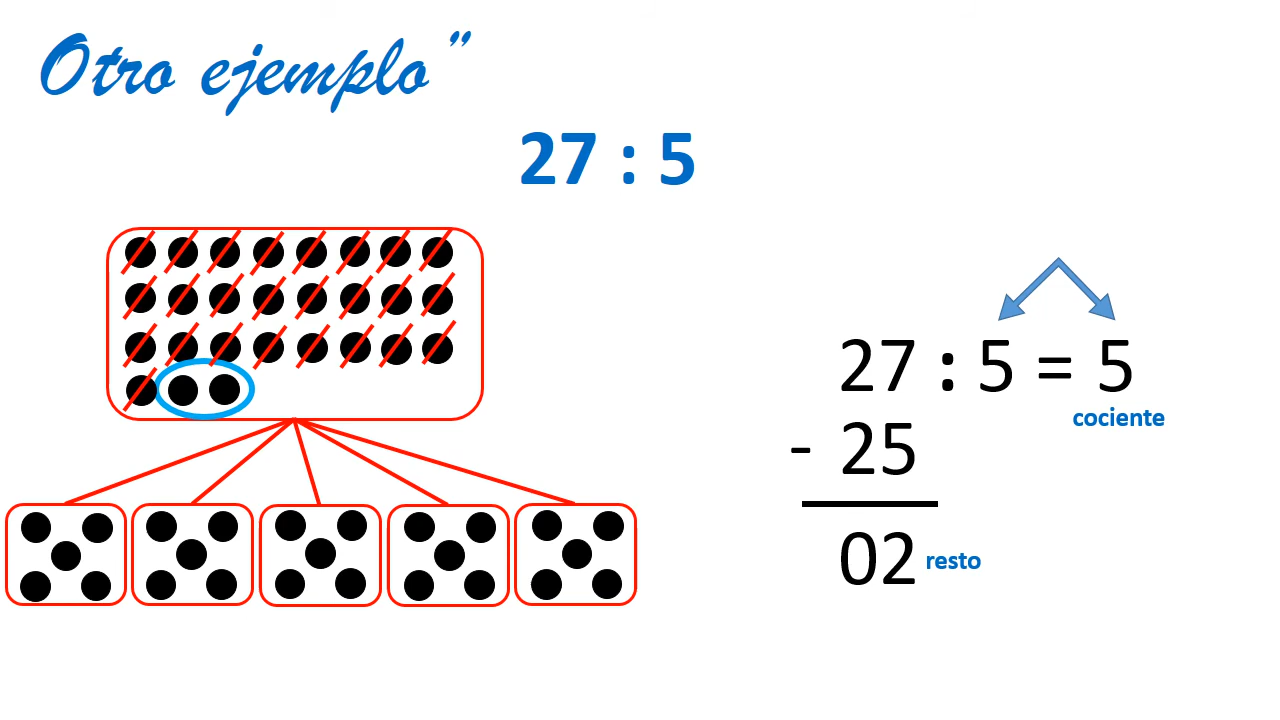 Otro ejemplo”
27 : 5
27 : 5 = 5
cociente
- 25
02 resto